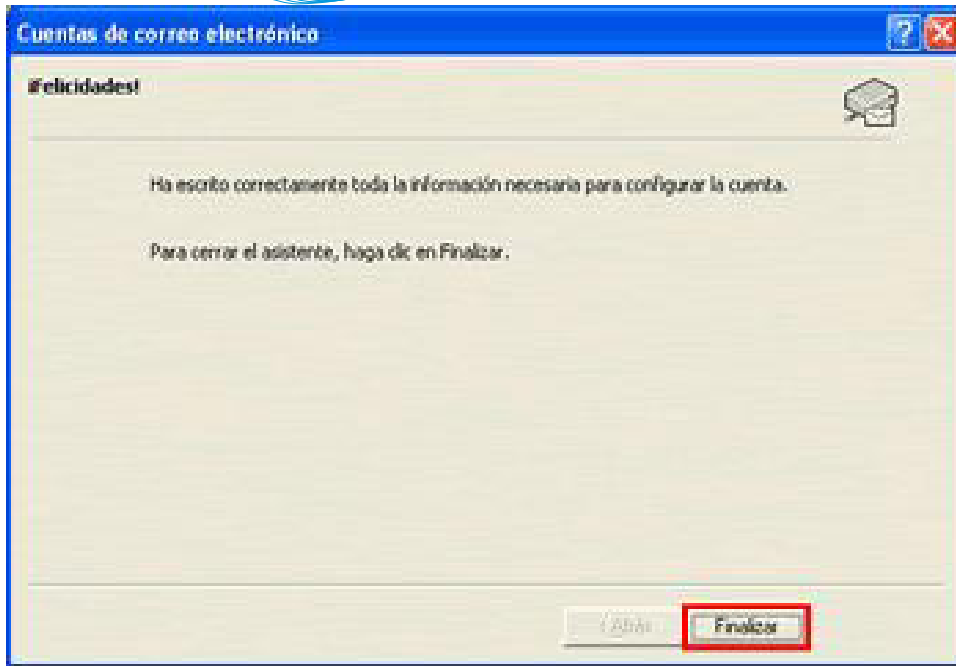 Cuentas de correo electrónico
¡Felicidades!
Ha escrito correctamente toda la información necesaria para configurar la cuenta.
Para cerrar el asistente, haga clic en Finalizar.
< Atrás
Finalizar